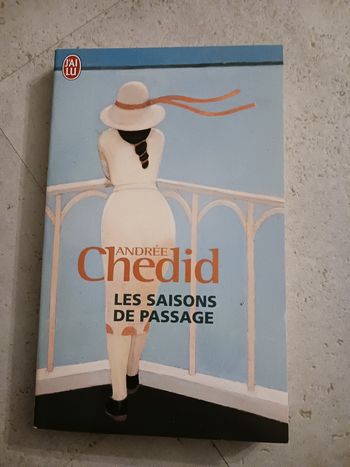 J'AI
LU
ANDRÉE
Chedid
LES SAISONS
DE PASSAGE